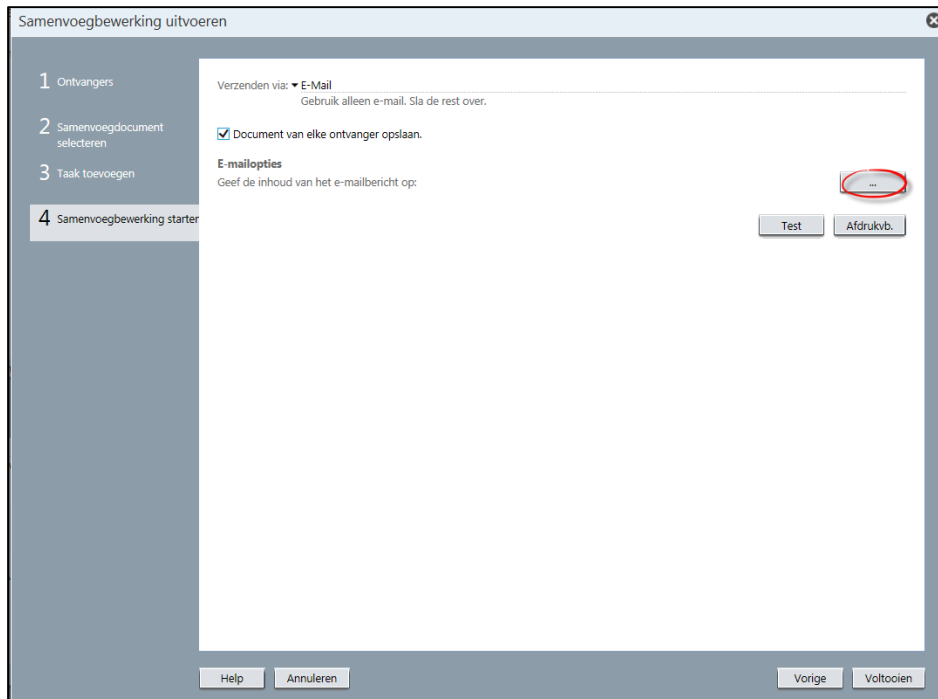 Samenvoegbewerking uitvoeren
1 Ontvangers
2 Samenvoegdocument
selecteren
3 Taak toevoegen
4 Samenvoegbewerking starter
Verzenden via: E-Mail
Gebruik alleen e-mail. Sla de rest over.
Document van elke ontvanger opslaan.
E-mailopties
Geef de inhoud van het e-mailbericht op:
...
Test Afdrukvb.
Help Annuleren Vorige Voltooien